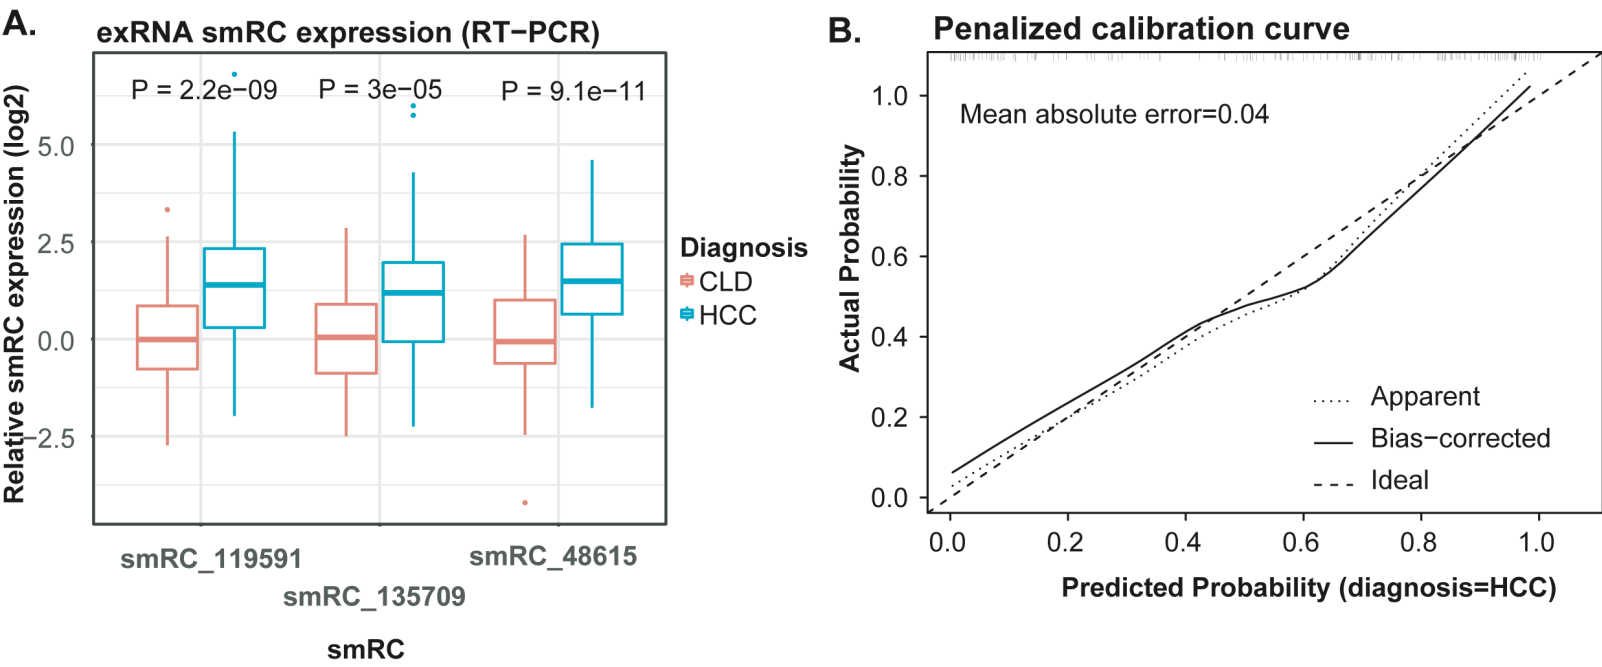 A.
exRNA smRC expression (RT−PCR)
P = 2.2e−09
P = 3e−05
P = 9.1e−11
Relative smRC expression (log2)
5.0
2.5
0.0
−2.5
smRC_119591
smRC_135709
smRC_48615
smRC
Diagnosis
CLD
HCC
B.
Penalized calibration curve
Mean absolute error=0.04
Actual Probability
1.0
0.8
0.6
0.4
0.2
0.0
Apparent
Bias−corrected
Ideal
0.0 0.2 0.4 0.6 0.8 1.0
Predicted Probability (diagnosis=HCC)